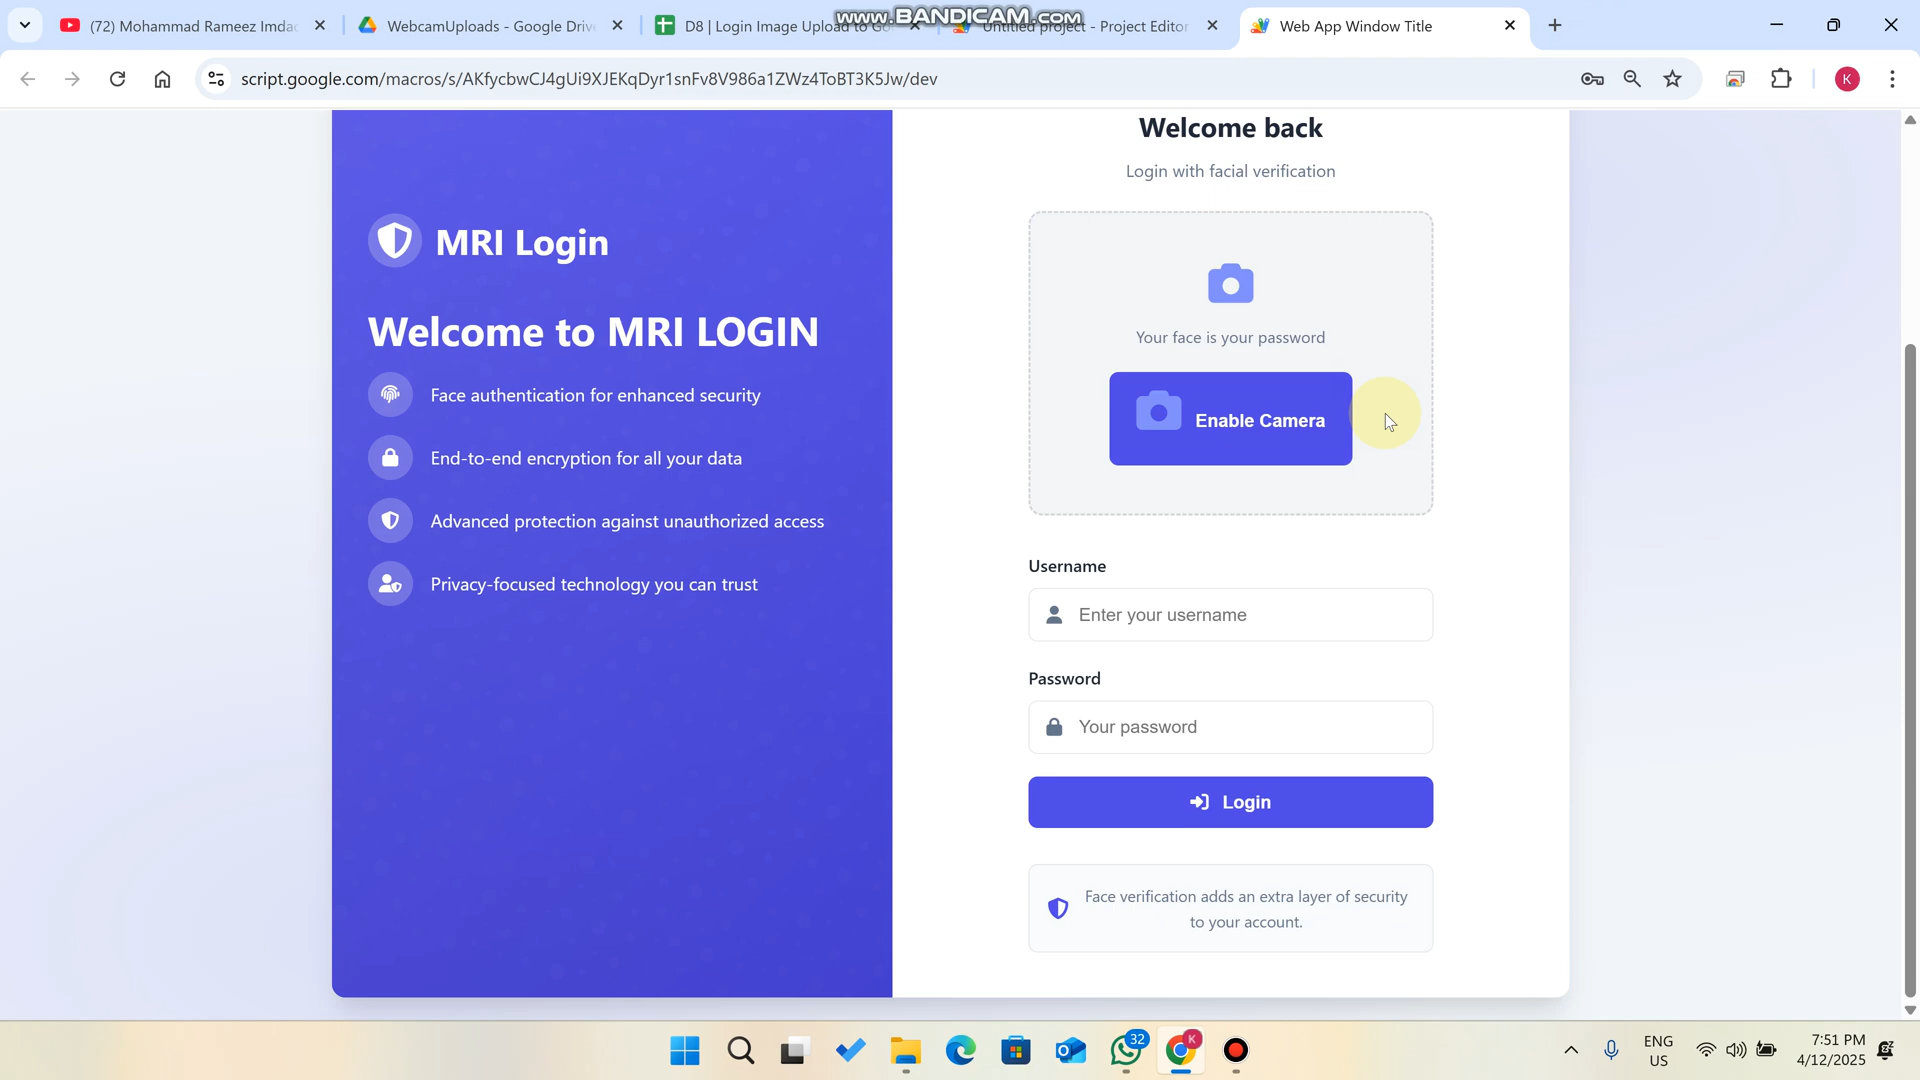 www.BANDICAM.com
(72) Mohammad Rameez Imdad
WebcamUploads - Google Drive
D8 | Login Image Upload to Go
Untitled project - Project Editor
Web App Window Title
script.google.com/macros/s/AKfycbwCJ4gUi9XJEKqDyr1snFv8V986a1ZWz4ToBT3K5Jw/dev
K
Welcome back
Login with facial verification
MRI Login
Your face is your password
Welcome to MRI LOGIN
Face authentication for enhanced security
Enable Camera
End-to-end encryption for all your data
Advanced protection against unauthorized access
Privacy-focused technology you can trust
Username
Enter your username
Password
Your password
Login
Face verification adds an extra layer of security
to your account.
32
K
ENG
US
7:51 PM
4/12/2025